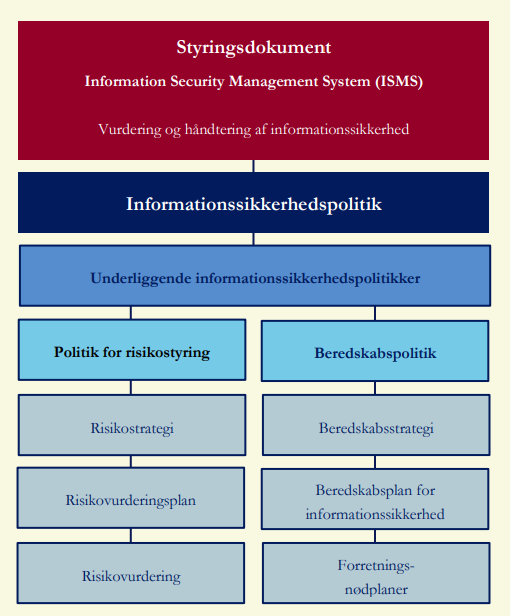 Styringsdokument
Information Security Management System (ISMS)
Vurdering og håndtering af informationssikkerhed
Informationssikkerhedspolitik
Underliggende informationssikkerhedspolitikker
Politik for risikostyring
Beredskabspolitik
Risikostrategi
Beredskabsstrategi
Risikovurderingsplan
Beredskabsplan for
informationssikkerhed
Risikovurdering
Forretnings-
nødplaner